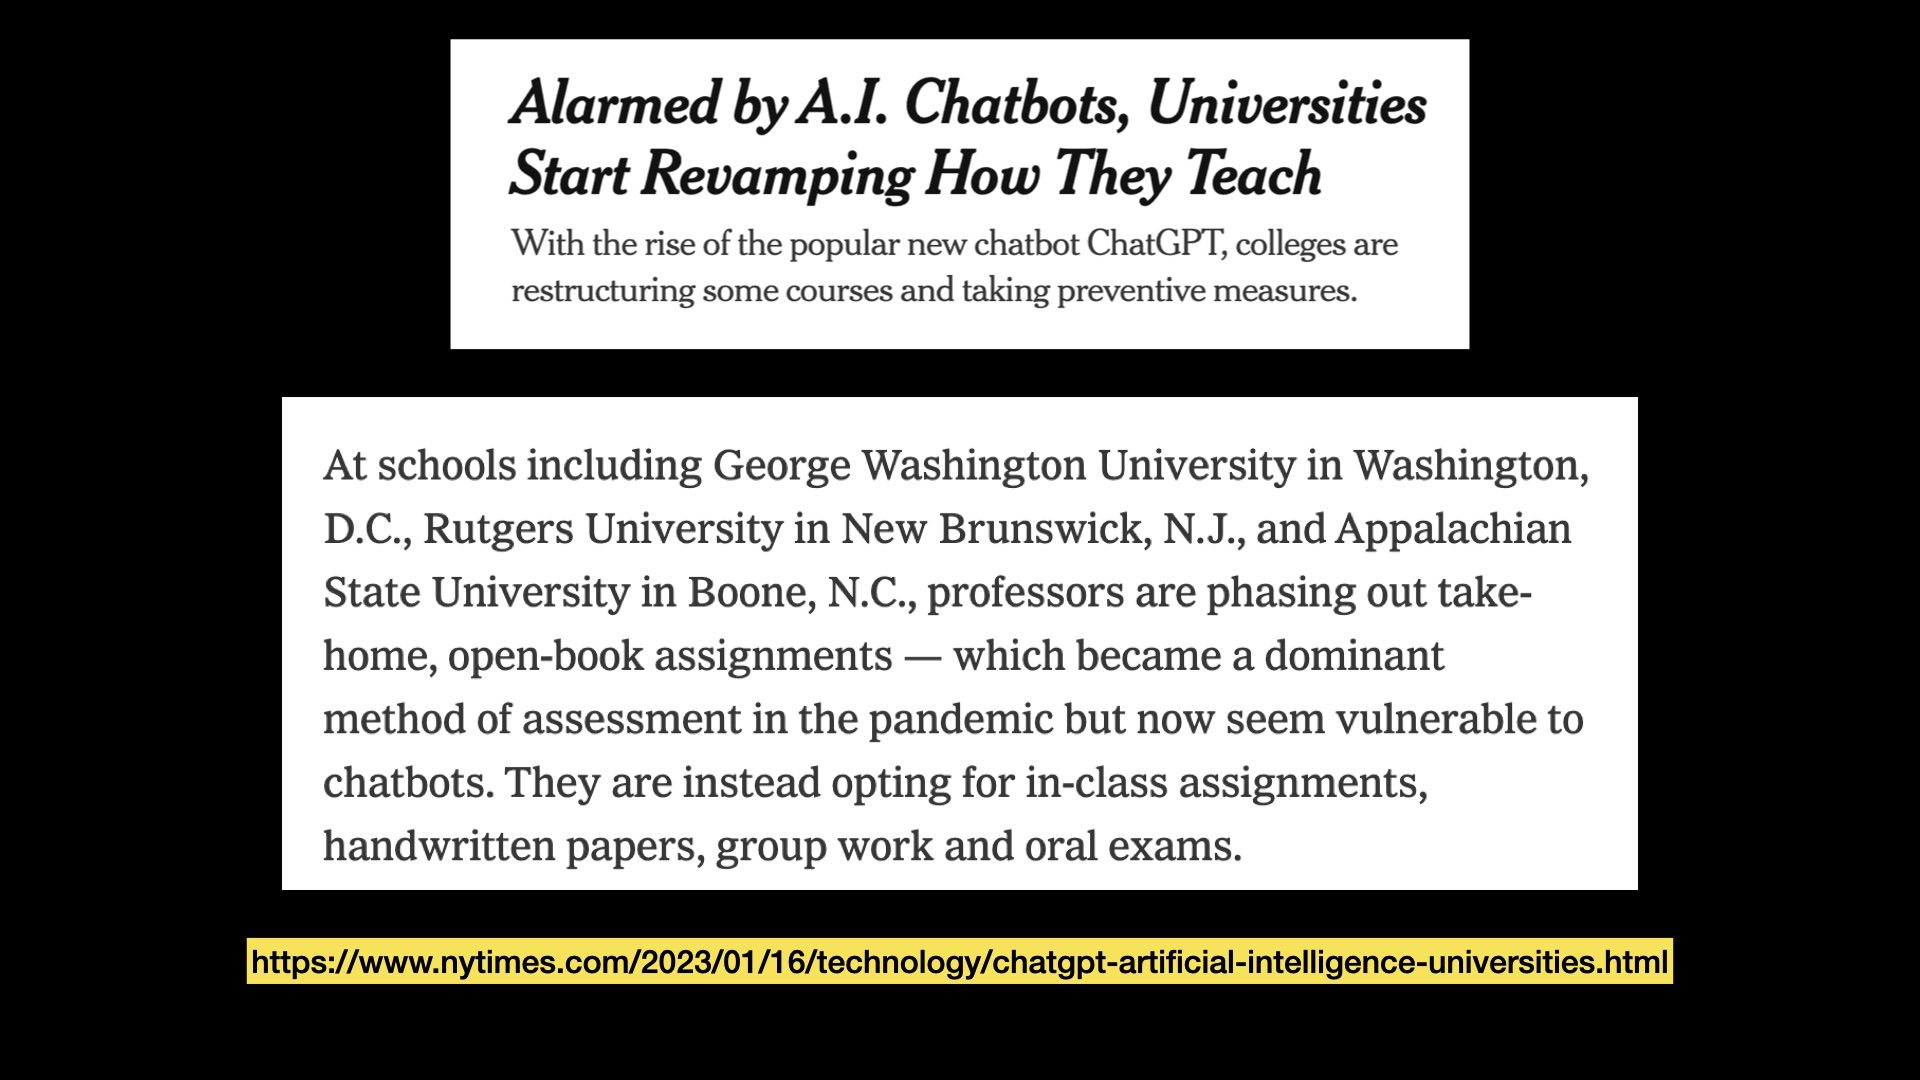 Alarmed by A.I. Chatbots, Universities
Start Revamping How They Teach
With the rise of the popular new chatbot ChatGPT, colleges are
restructuring some courses and taking preventive measures.
At schools including George Washington University in Washington,
D.C., Rutgers University in New Brunswick, N.J., and Appalachian
State University in Boone, N.C., professors are phasing out take-
home, open-book assignments — which became a dominant
method of assessment in the pandemic but now seem vulnerable to
chatbots. They are instead opting for in-class assignments,
handwritten papers, group work and oral exams.
https://www.nytimes.com/2023/01/16/technology/chatgpt-artificial-intelligence-universities.html